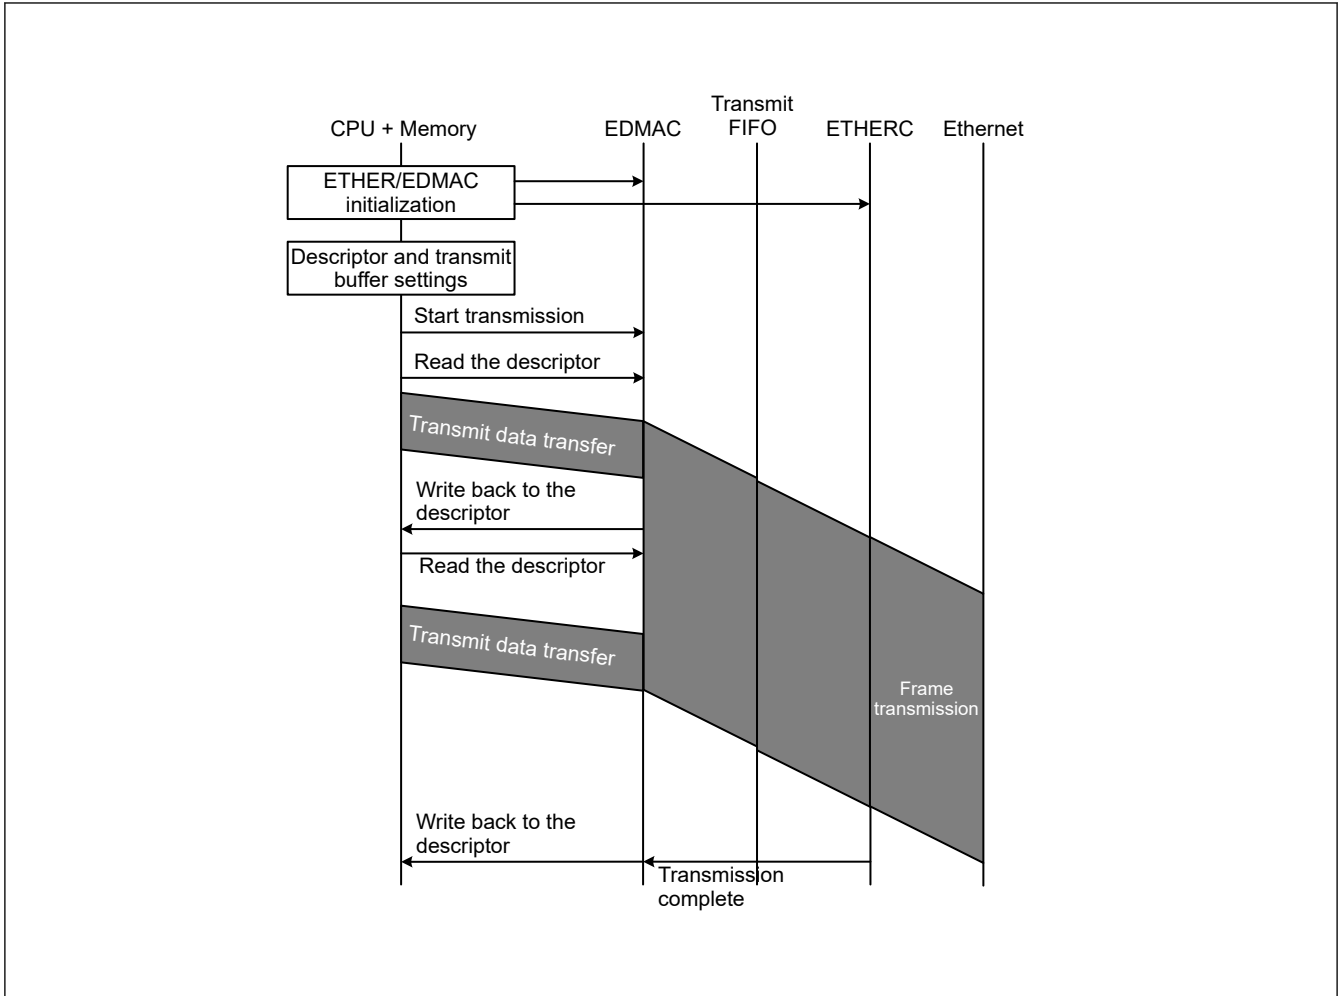 Transmit
CPU + Memory EDMAC FIFO ETHERC Ethernet
ETHER/EDMAC
initialization
Descriptor and transmit
buffer settings
Start transmission
Read the descriptor
Transmit data transfer
Write back to the
descriptor
Read the descriptor
Transmit data transfer
Frame
transmission
Write back to the
descriptor
Transmission
complete